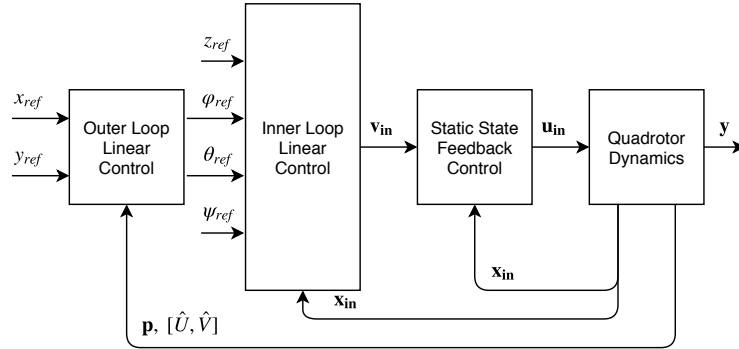 z_ref
x_ref
φ_ref
y_ref
θ_ref
ψ_ref
Outer Loop
Linear
Control
Inner Loop
Linear
Control
v_in
Static State
Feedback
Control
u_in
Quadrotor
Dynamics
y
x_in
x_in
p, [Û, V̂]